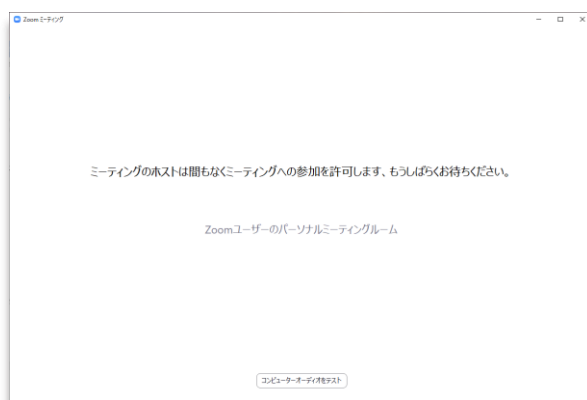 Zoom ミーティング
ミーティングのホストは間もなくミーティングへの参加を許可します、もうしばらくお待ちください。
Zoomユーザーのパーソナルミーティングルーム
コンピューターオーディオをテスト